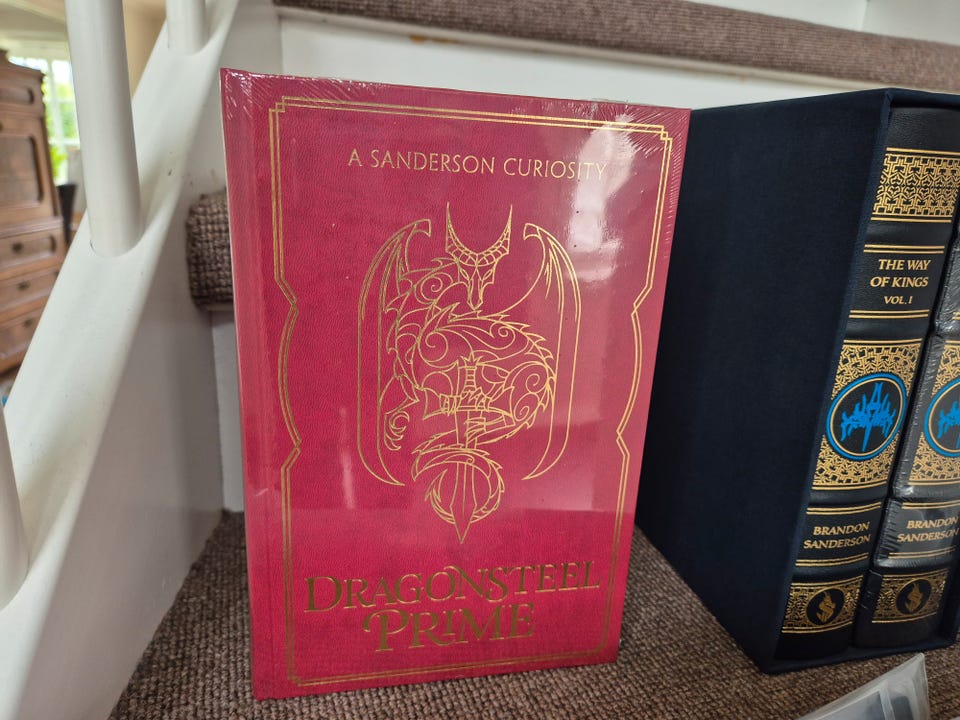 A SANDERSON CURIOSITY
DRAGONSTEEL
PRIME
THE WAY
OF KINGS
VOL. I
BRANDON
SANDERSON
BRANDON
SANDERSON